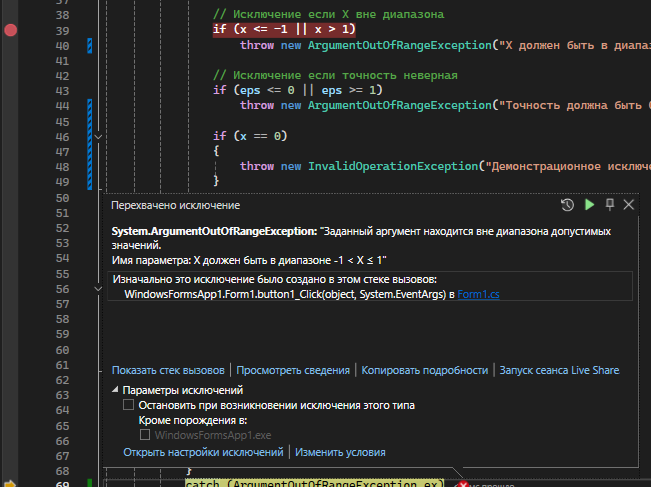 37
38 // Исключение если X вне диапазона
39 if (x <= -1 || x > 1)
40 throw new ArgumentOutOfRangeException("X должен быть в диапаз
41
42 // Исключение если точность неверная
43 if (eps <= 0 || eps >= 1)
44 throw new ArgumentOutOfRangeException("Точность должна быть
45
46 if (x == 0)
47 {
48 throw new InvalidOperationException("Демонстрационное исключе
49 }
50
Перехвачено исключение
51
52
System.ArgumentOutOfRangeException: "Заданный аргумент находится вне диапазона допустимых
53
значений.
54
Имя параметра: X должен быть в диапазоне -1 < X ≤ 1"
55
Изначально это исключение было создано в этом стеке вызовов:
56
WindowsFormsApp1.Form1.button1_Click(object, System.EventArgs) в Form1.cs
57
58
59
60
61
Показать стек вызовов | Просмотреть сведения | Копировать подробности | Запуск сеанса Live Share
62
Параметры исключений
63
Остановить при возникновении исключения этого типа
64
Кроме порождения в:
65
WindowsFormsApp1.exe
66
67
Открыть настройки исключений | Изменить условия
68 }
69 catch (ArgumentOutOfRangeException ex)